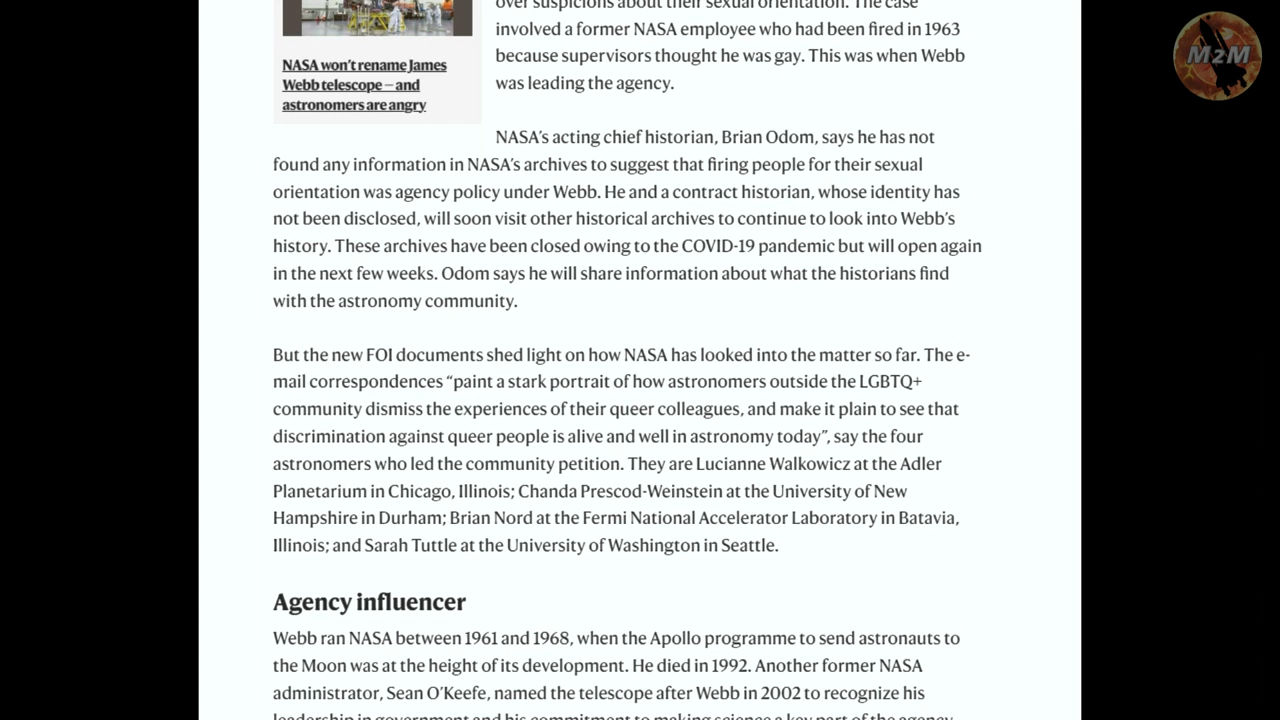 over suspicions about their sexual orientation. The case
involved a former NASA employee who had been fired in 1963
because supervisors thought he was gay. This was when Webb
was leading the agency.
NASA won't rename James
Webb telescope — and
astronomers are angry
NASA's acting chief historian, Brian Odom, says he has not
found any information in NASA's archives to suggest that firing people for their sexual
orientation was agency policy under Webb. He and a contract historian, whose identity has
not been disclosed, will soon visit other historical archives to continue to look into Webb's
history. These archives have been closed owing to the COVID-19 pandemic but will open again
in the next few weeks. Odom says he will share information about what the historians find
with the astronomy community.
But the new FOI documents shed light on how NASA has looked into the matter so far. The e-
mail correspondences “paint a stark portrait of how astronomers outside the LGBTQ+
community dismiss the experiences of their queer colleagues, and make it plain to see that
discrimination against queer people is alive and well in astronomy today”, say the four
astronomers who led the community petition. They are Lucianne Walkowicz at the Adler
Planetarium in Chicago, Illinois; Chanda Prescod-Weinstein at the University of New
Hampshire in Durham; Brian Nord at the Fermi National Accelerator Laboratory in Batavia,
Illinois; and Sarah Tuttle at the University of Washington in Seattle.
Agency influencer
Webb ran NASA between 1961 and 1968, when the Apollo programme to send astronauts to
the Moon was at the height of its development. He died in 1992. Another former NASA
administrator, Sean O'Keefe, named the telescope after Webb in 2002 to recognize his
leadership in government and his commitment to making science a key part of the agency
M2M